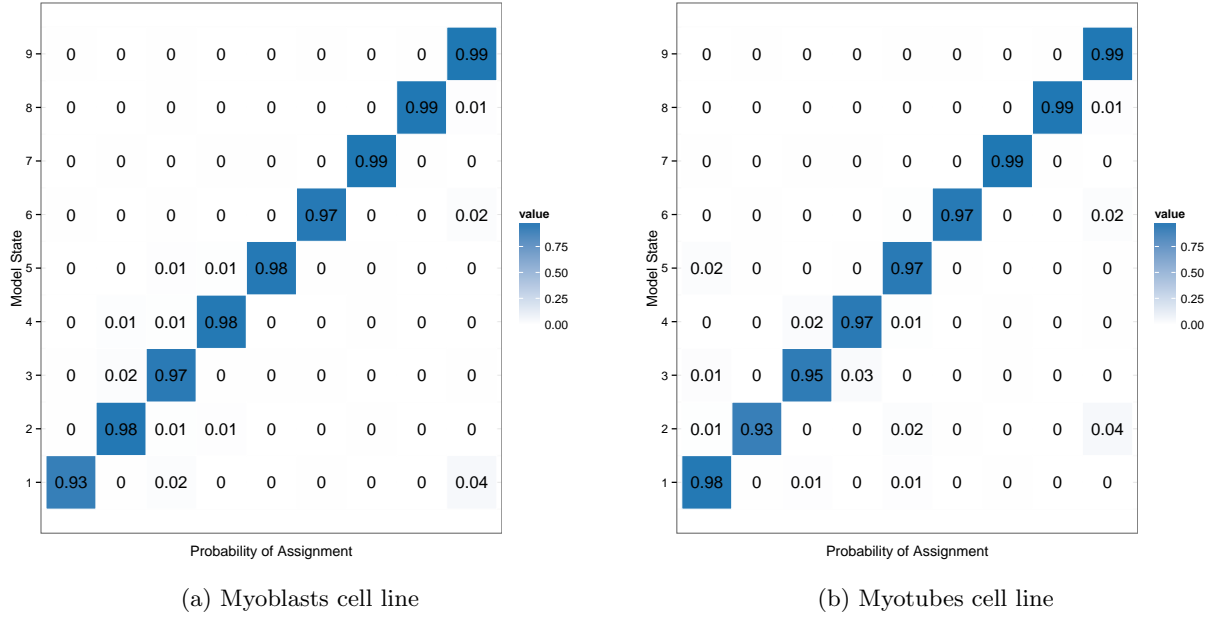 9 0 0 0 0 0 0 0 0 0.99
8 0 0 0 0 0 0 0 0.99 0.01
7 0 0 0 0 0 0 0.99 0 0
6 0 0 0 0 0 0.97 0 0 0.02
5 0 0 0.01 0.01 0.98 0 0 0 0
4 0 0.01 0.01 0.98 0 0 0 0 0
3 0 0.02 0.97 0 0 0 0 0 0
2 0 0.98 0.01 0.01 0 0 0 0 0
1 0.93 0 0.02 0 0 0 0 0 0.04
Model State
Probability of Assignment
value
0.75
0.50
0.25
0.00
(a) Myoblasts cell line
9 0 0 0 0 0 0 0 0 0.99
8 0 0 0 0 0 0 0 0.99 0.01
7 0 0 0 0 0 0 0.99 0 0
6 0 0 0 0 0 0.97 0 0 0.02
5 0.02 0 0 0 0.97 0 0 0 0
4 0 0 0.02 0.97 0.01 0 0 0 0
3 0.01 0 0.95 0.03 0 0 0 0 0
2 0.01 0.93 0 0 0.02 0 0 0 0.04
1 0.98 0 0.01 0 0.01 0 0 0 0
Model State
Probability of Assignment
value
0.75
0.50
0.25
0.00
(b) Myotubes cell line